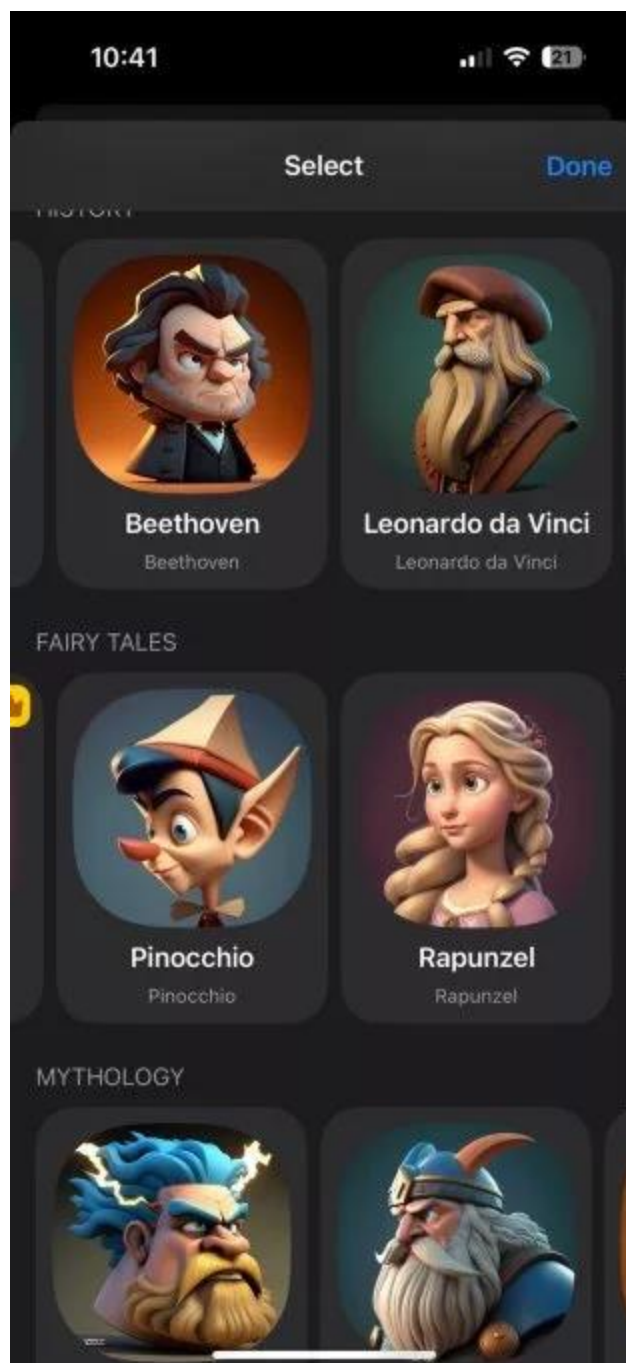 10:41
21
Select
Done
HISTORY
Beethoven
Leonardo da Vinci
Beethoven
Leonardo da Vinci
FAIRY TALES
Pinocchio
Rapunzel
Pinocchio
Rapunzel
MYTHOLOGY